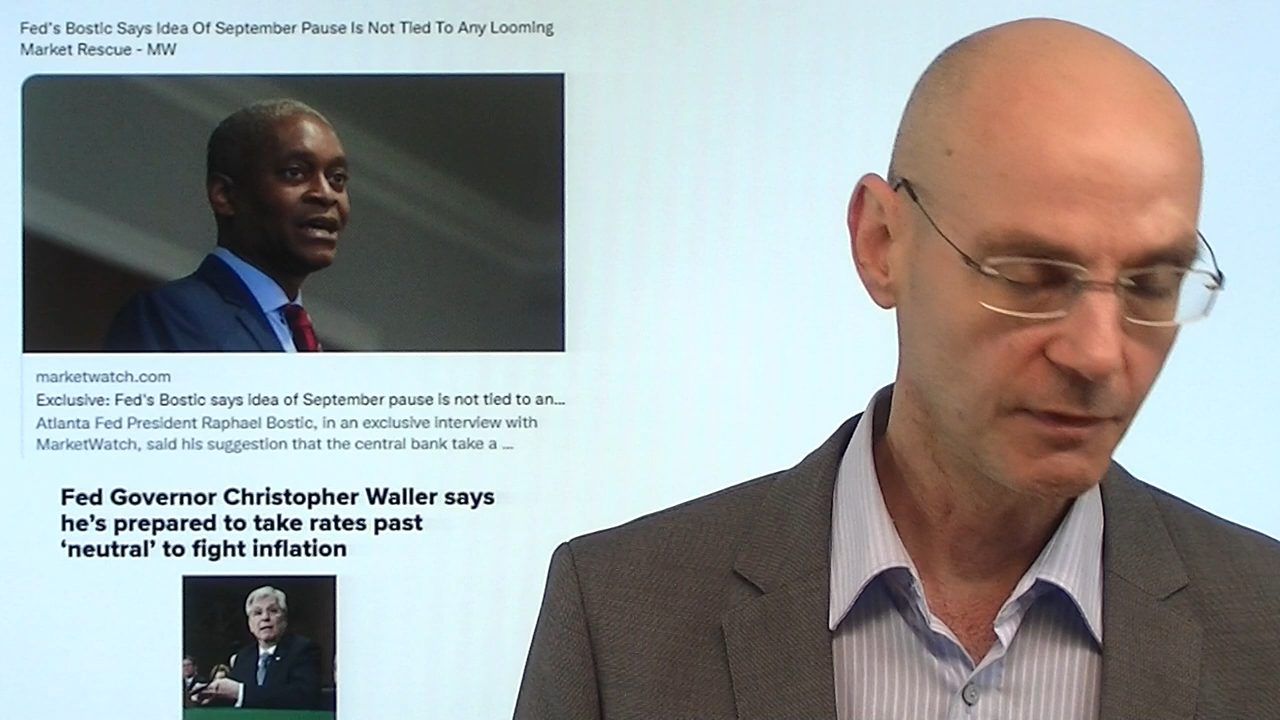 Fed's Bostic Says Idea Of September Pause Is Not Tied To Any Looming
Market Rescue - MW
marketwatch.com
Exclusive: Fed's Bostic says idea of September pause is not tied to an...
Atlanta Fed President Raphael Bostic, in an exclusive interview with
MarketWatch, said his suggestion that the central bank take a ...
Fed Governor Christopher Waller says
he's prepared to take rates past
'neutral' to fight inflation